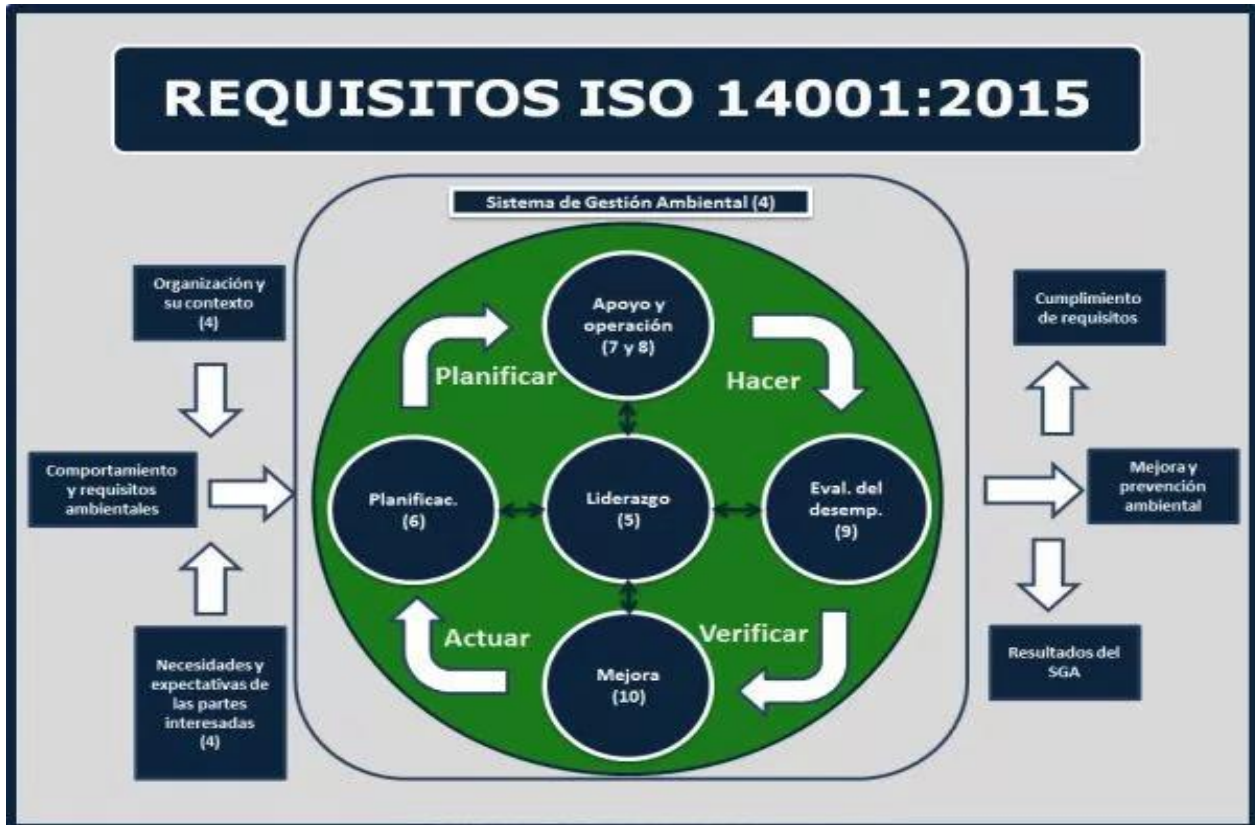 REQUISITOS ISO 14001:2015
Sistema de Gestión Ambiental (4)
Organización y
su contexto
(4)
Comportamiento
y requisitos
ambientales
Necesidades y
expectativas de
las partes
interesadas
(4)
Apoyo y
operación
(7 y 8)
Planificar
Hacer
Planificac.
(6)
Liderazgo
(5)
Eval. del
desemp.
(9)
Actuar
Verificar
Mejora
(10)
Cumplimiento
de requisitos
Mejora y
prevención
ambiental
Resultados del
SGA